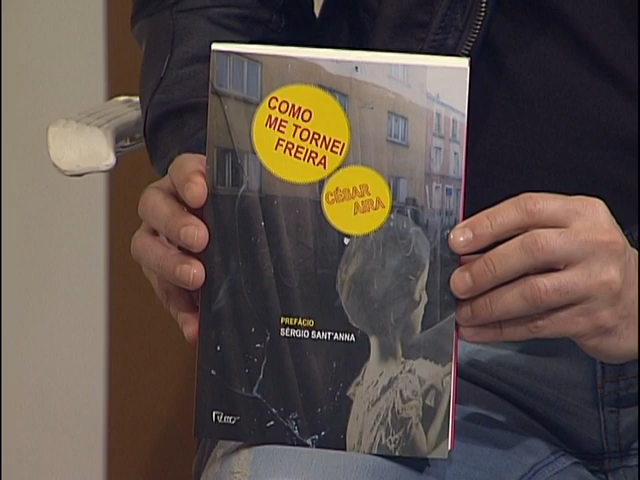 COMO
ME TORNEI
FREIRA
CÉSAR
AIRA
PREFÁCIO
SÉRGIO SANT'ANNA